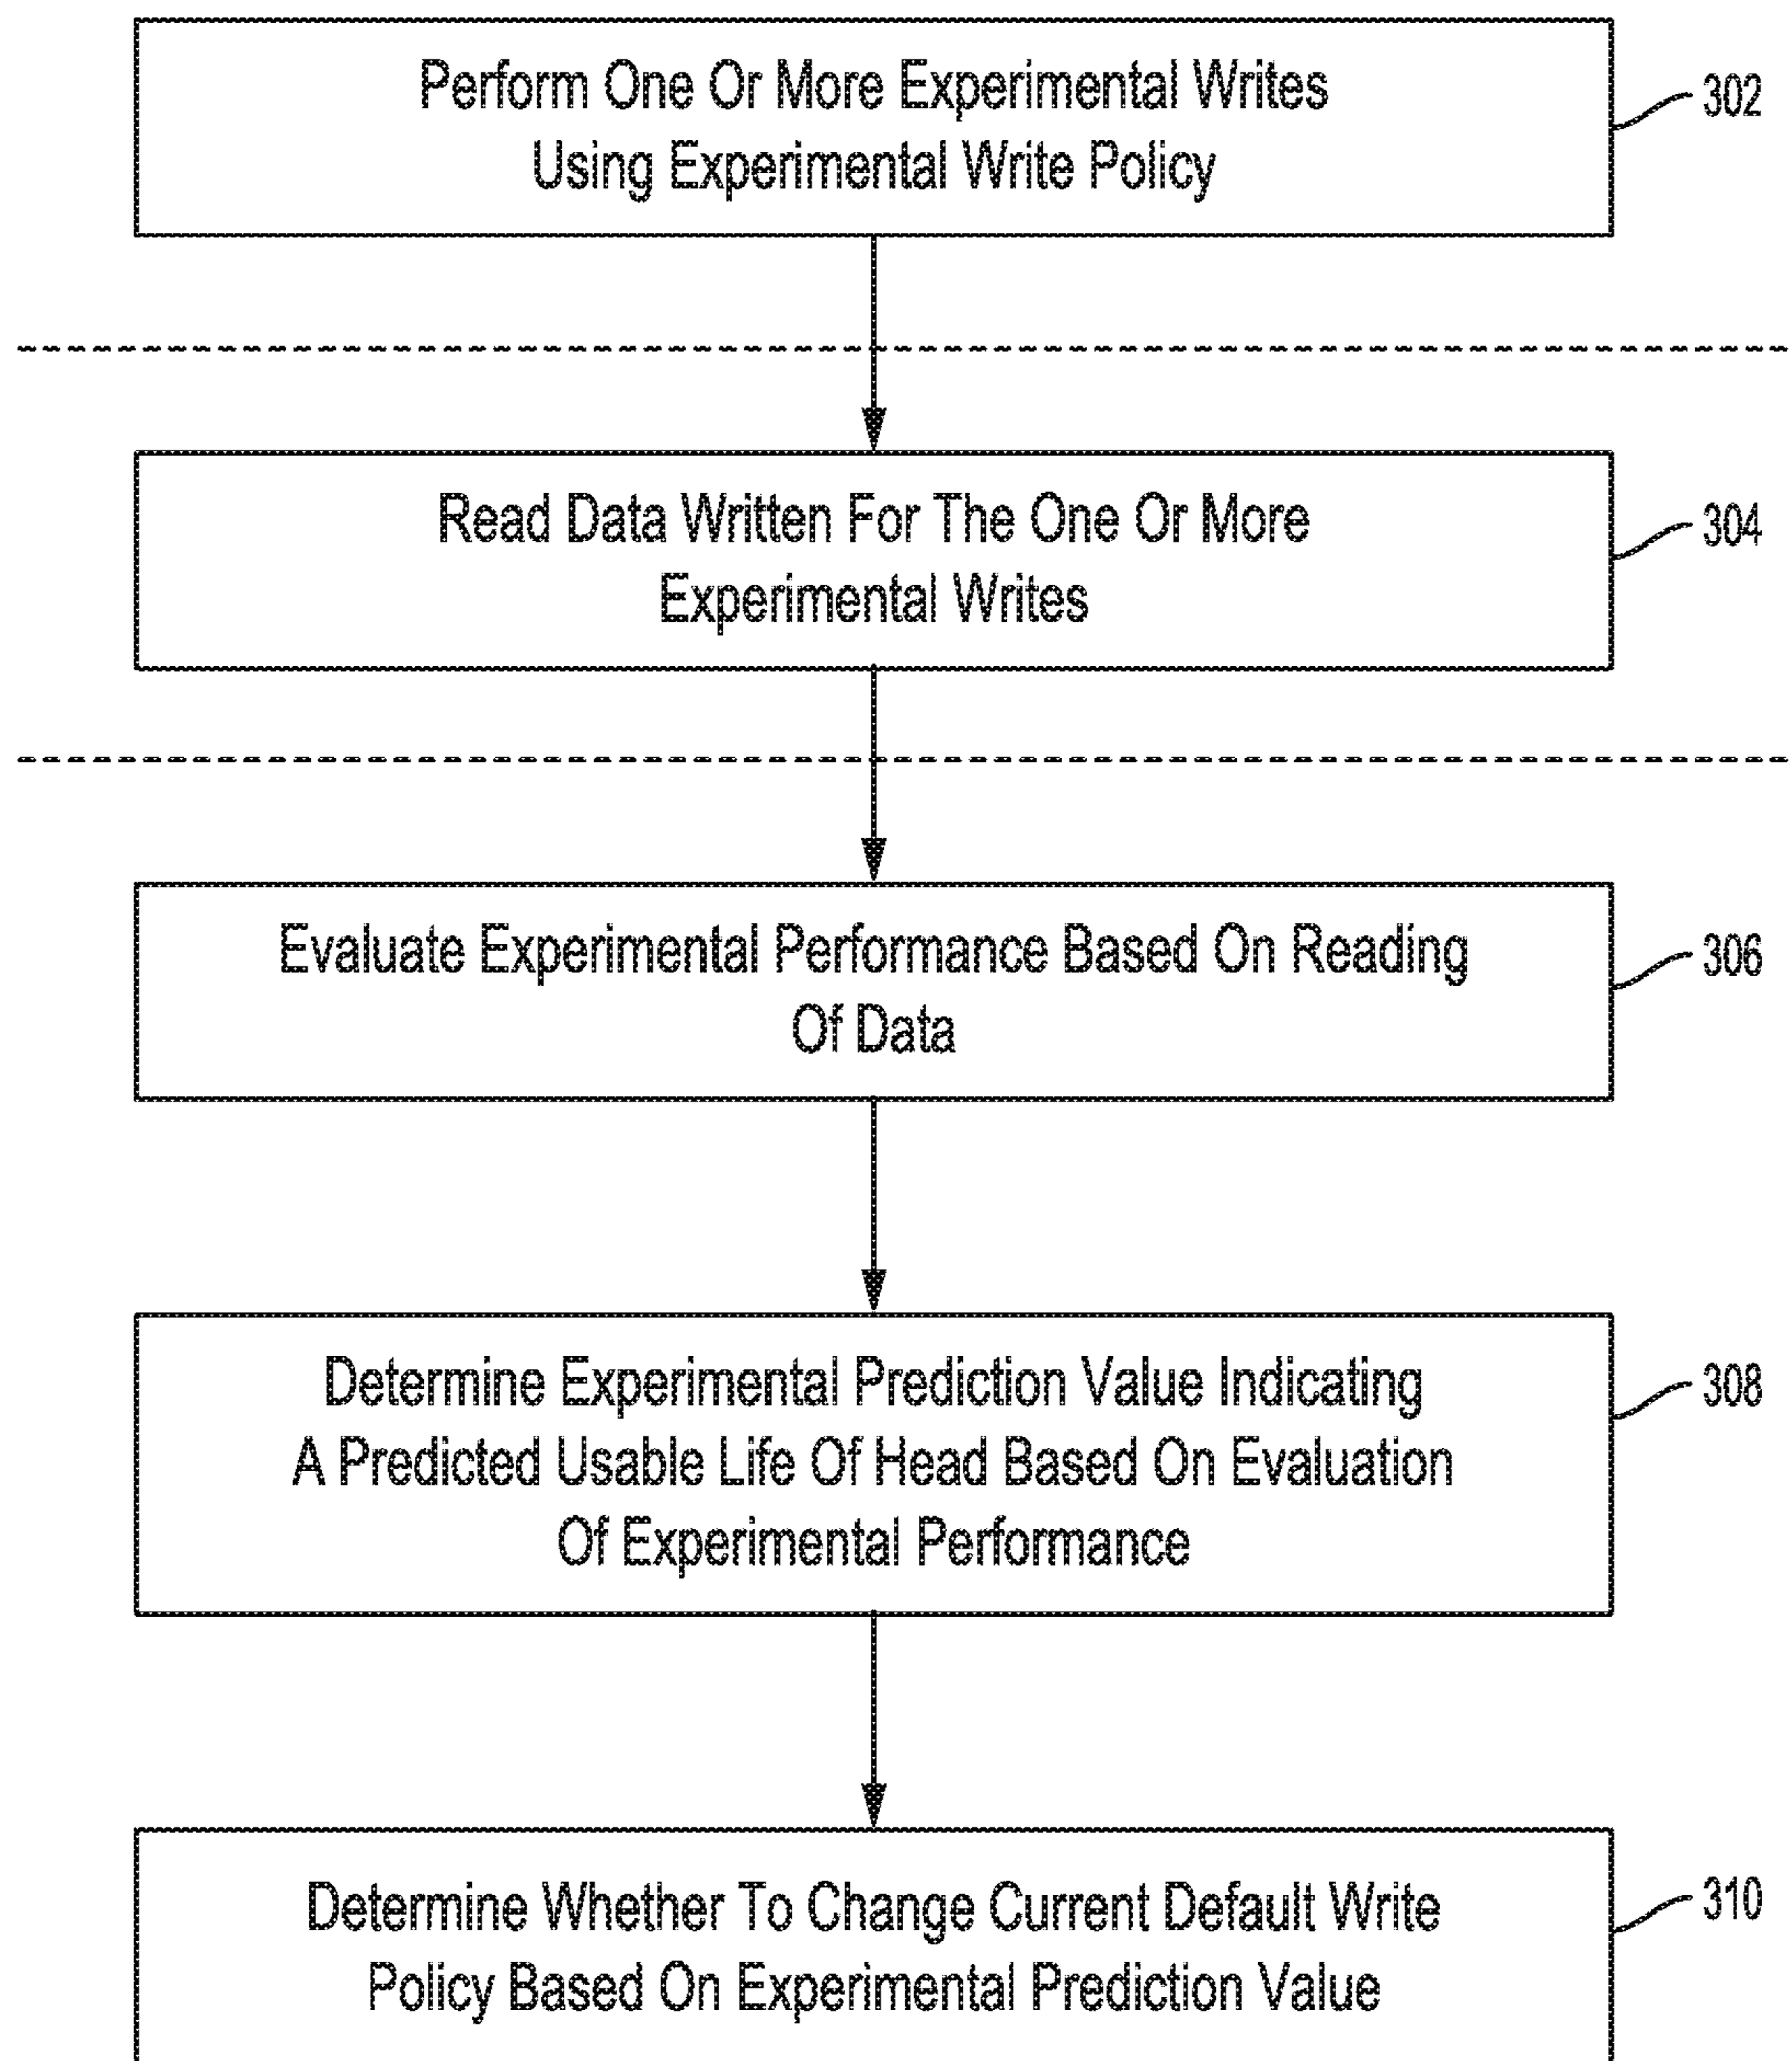 Perform One Or More Experimental Writes
Using Experimental Write Policy
302
Read Data Written For The One Or More
Experimental Writes
304
Evaluate Experimental Performance Based On Reading
Of Data
306
Determine Experimental Prediction Value Indicating
A Predicted Usable Life Of Head Based On Evaluation
Of Experimental Performance
308
Determine Whether To Change Current Default Write
Policy Based On Experimental Prediction Value
310